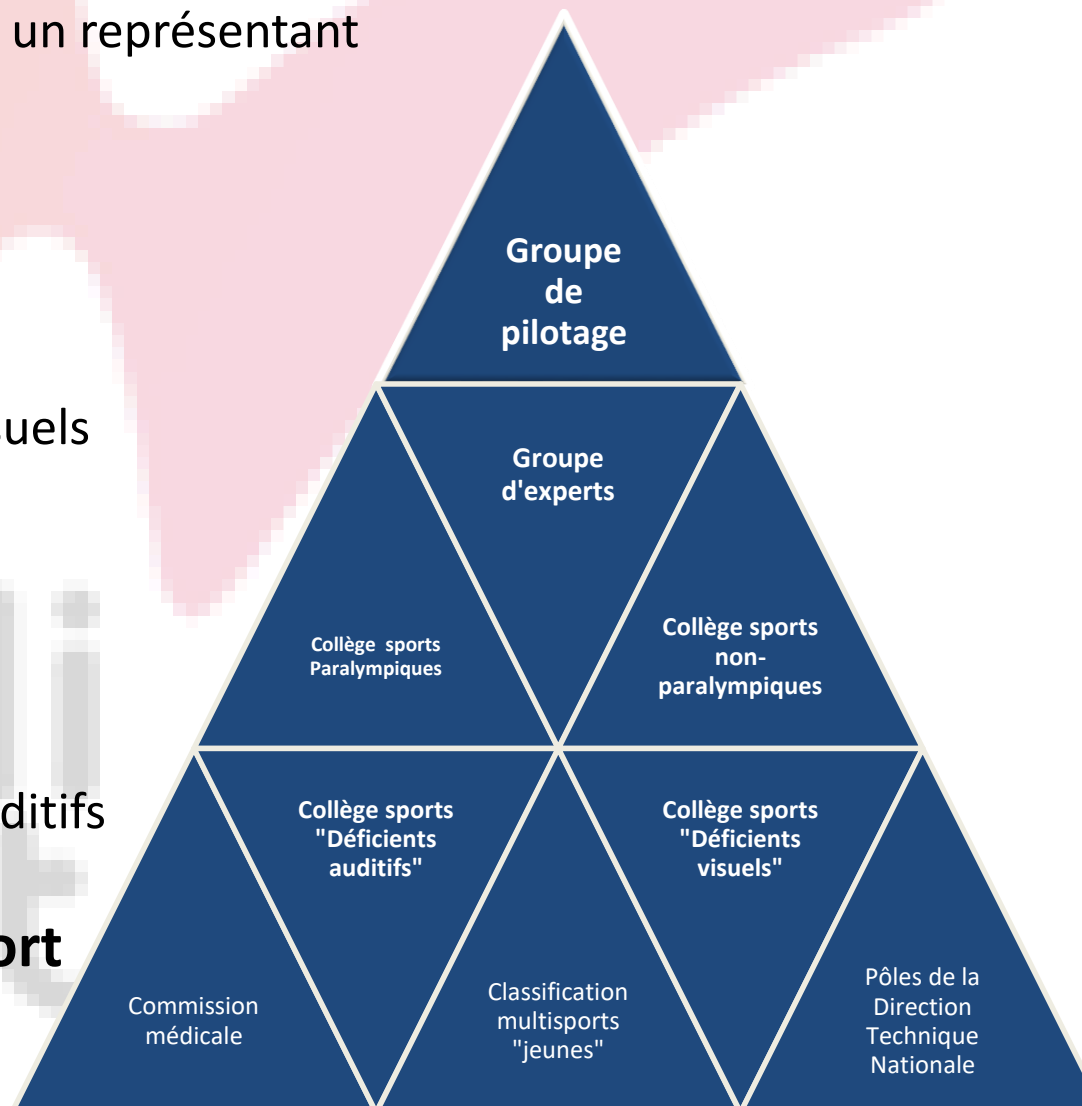 un représentant
suels
ditifs
ort
Groupe
de
pilotage
Groupe
d'experts
Collège sports
Paralympiques
Collège sports
non-
paralympiques
Collège sports
"Déficients
auditifs"
Collège sports
"Déficients
visuels"
Commission
médicale
Classification
multisports
"jeunes"
Pôles de la
Direction
Technique
Nationale